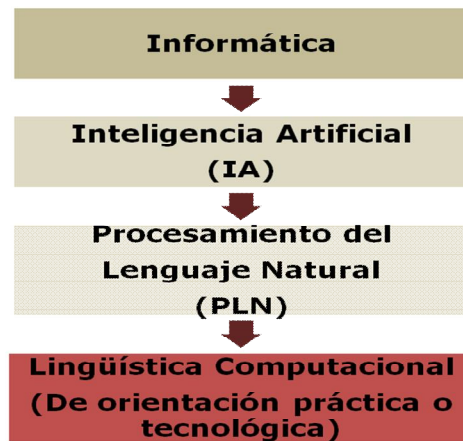 Informática
Inteligencia Artificial
(IA)
Procesamiento del
Lenguaje Natural
(PLN)
Lingüística Computacional
(De orientación práctica o
tecnológica)